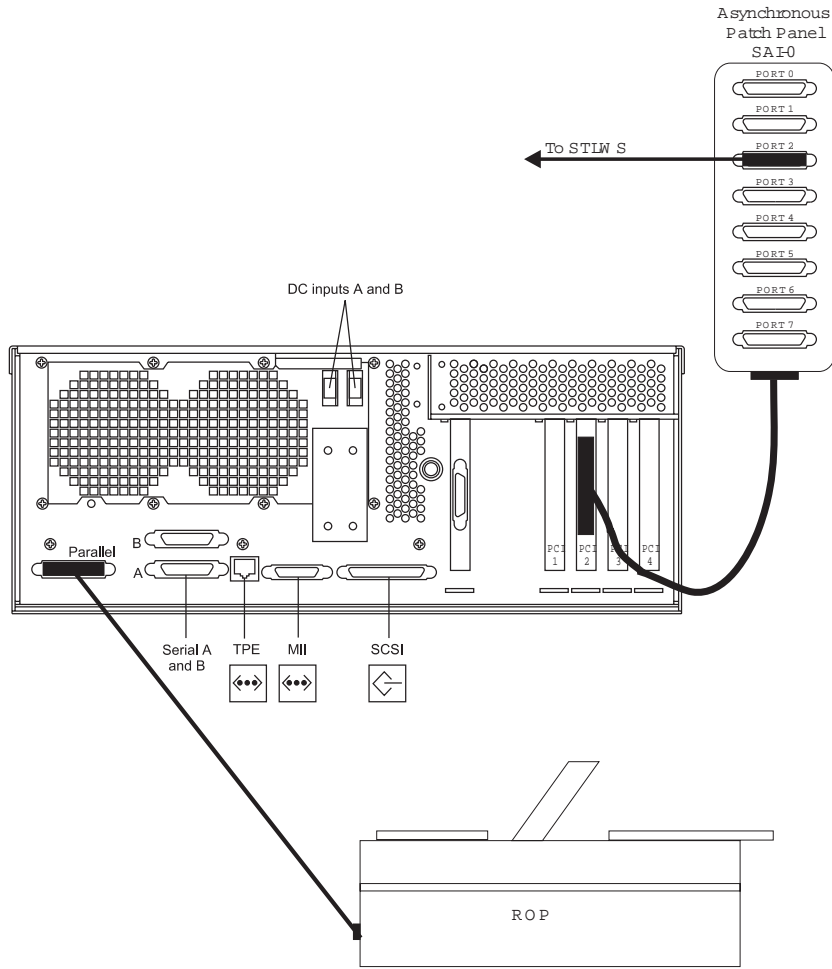 Asynchronous
Patch Panel
SAI-0
PORT 0
PORT 1
PORT 2
To STLWS
PORT 3
PORT 4
PORT 5
PORT 6
PORT 7
DC inputs A and B
B
Parallel
A
PCI
1
PCI
2
PCI
3
PCI
4
Serial A
and B
TPE
MII
SCSI
ROP